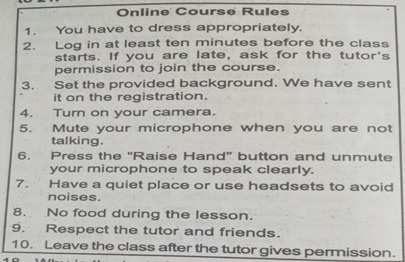 Online Course Rules
1. You have to dress appropriately.
2. Log in at least ten minutes before the class
starts. If you are late, ask for the tutor's
permission to join the course.
3. Set the provided background. We have sent
it on the registration.
4. Turn on your camera.
5. Mute your microphone when you are not
talking.
6. Press the "Raise Hand" button and unmute
your microphone to speak clearly.
7. Have a quiet place or use headsets to avoid
noises.
8. No food during the lesson.
9. Respect the tutor and friends.
10. Leave the class after the tutor gives permission.